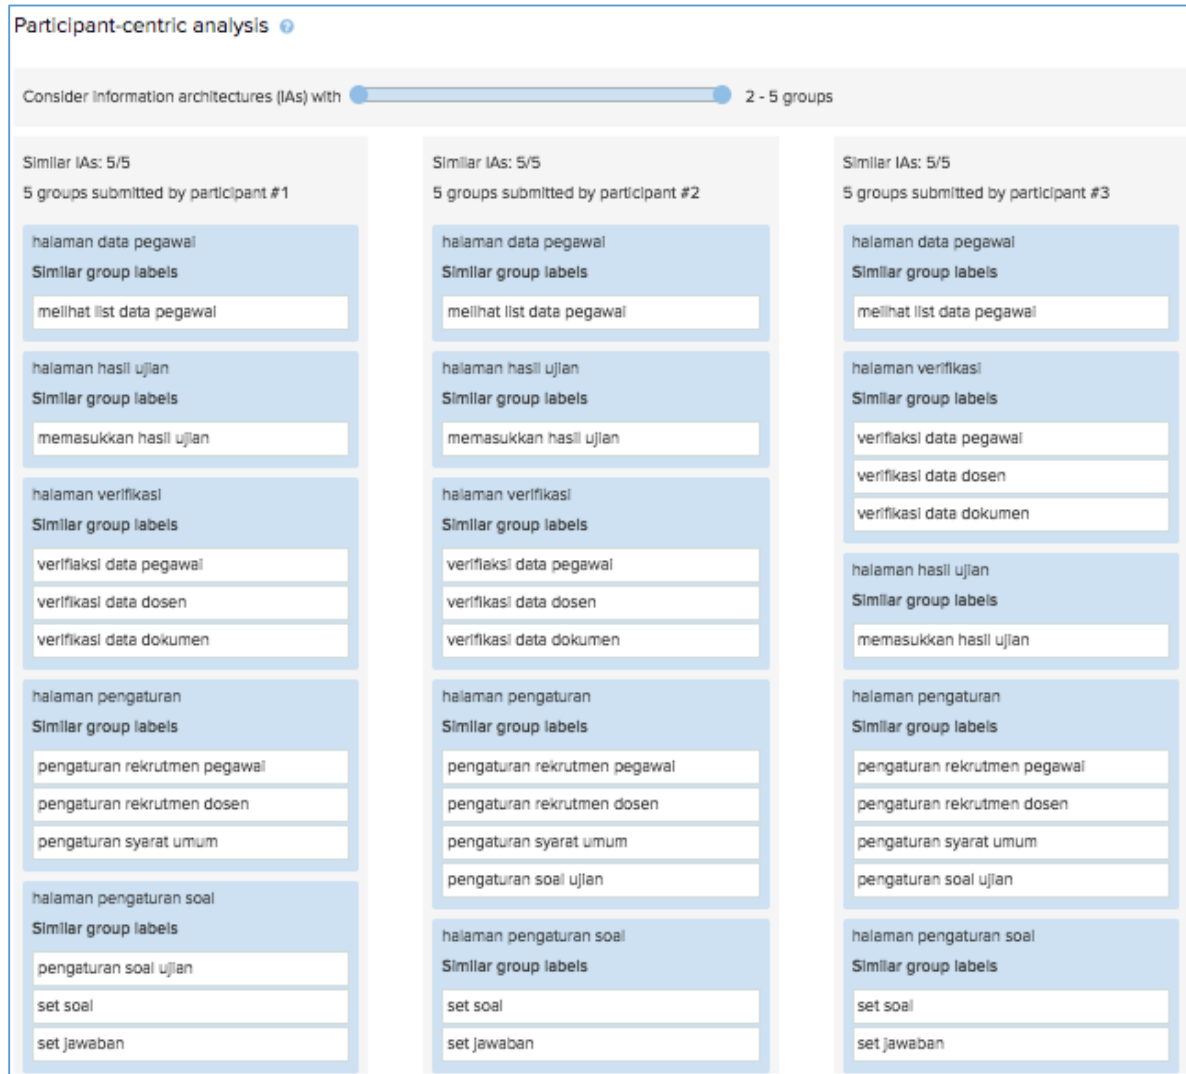 Participant-centric analysis
Consider information architectures (IAs) with 2 - 5 groups
Similar IAs: 5/5
5 groups submitted by participant #1
halaman data pegawai
Similar group labels
melihat list data pegawai
halaman hasil ujian
Similar group labels
memasukkan hasil ujian
halaman verifikasi
Similar group labels
verifiaksi data pegawai
verifikasi data dosen
verifikasi data dokumen
halaman pengaturan
Similar group labels
pengaturan rekrutmen pegawai
pengaturan rekrutmen dosen
pengaturan syarat umum
halaman pengaturan soal
Similar group labels
pengaturan soal ujian
set soal
set jawaban
Similar IAs: 5/5
5 groups submitted by participant #2
halaman data pegawai
Similar group labels
melihat list data pegawai
halaman hasil ujian
Similar group labels
memasukkan hasil ujian
halaman verifikasi
Similar group labels
verifiaksi data pegawai
verifikasi data dosen
verifikasi data dokumen
halaman pengaturan
Similar group labels
pengaturan rekrutmen pegawai
pengaturan rekrutmen dosen
pengaturan syarat umum
pengaturan soal ujian
halaman pengaturan soal
Similar group labels
set soal
set jawaban
Similar IAs: 5/5
5 groups submitted by participant #3
halaman data pegawai
Similar group labels
melihat list data pegawai
halaman verifikasi
Similar group labels
verifiaksi data pegawai
verifikasi data dosen
verifikasi data dokumen
halaman hasil ujian
Similar group labels
memasukkan hasil ujian
halaman pengaturan
Similar group labels
pengaturan rekrutmen pegawai
pengaturan rekrutmen dosen
pengaturan syarat umum
pengaturan soal ujian
halaman pengaturan soal
Similar group labels
set soal
set jawaban